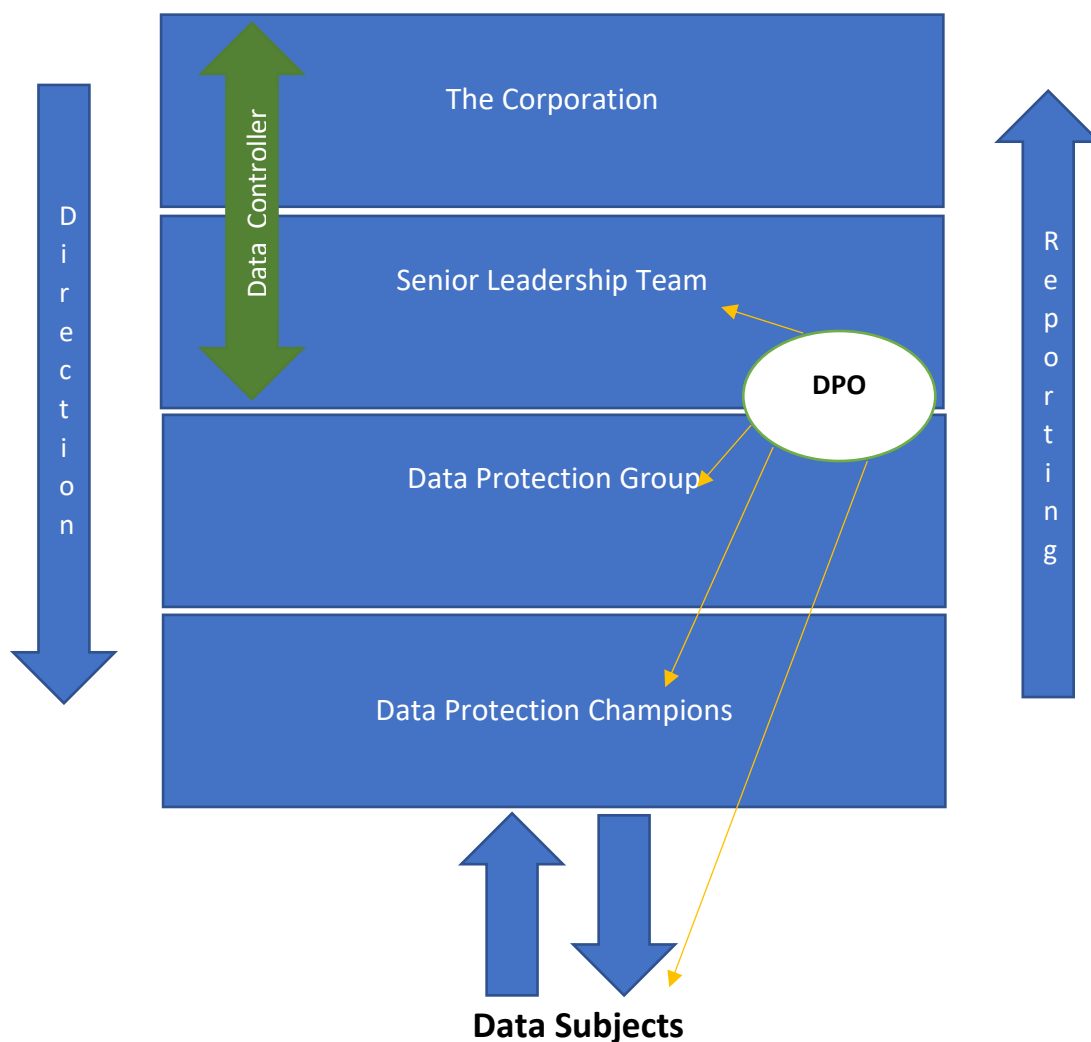 The Corporation
Data Controller
Direction
Reporting
Senior Leadership Team
DPO
Data Protection Group
Data Protection Champions
Data Subjects